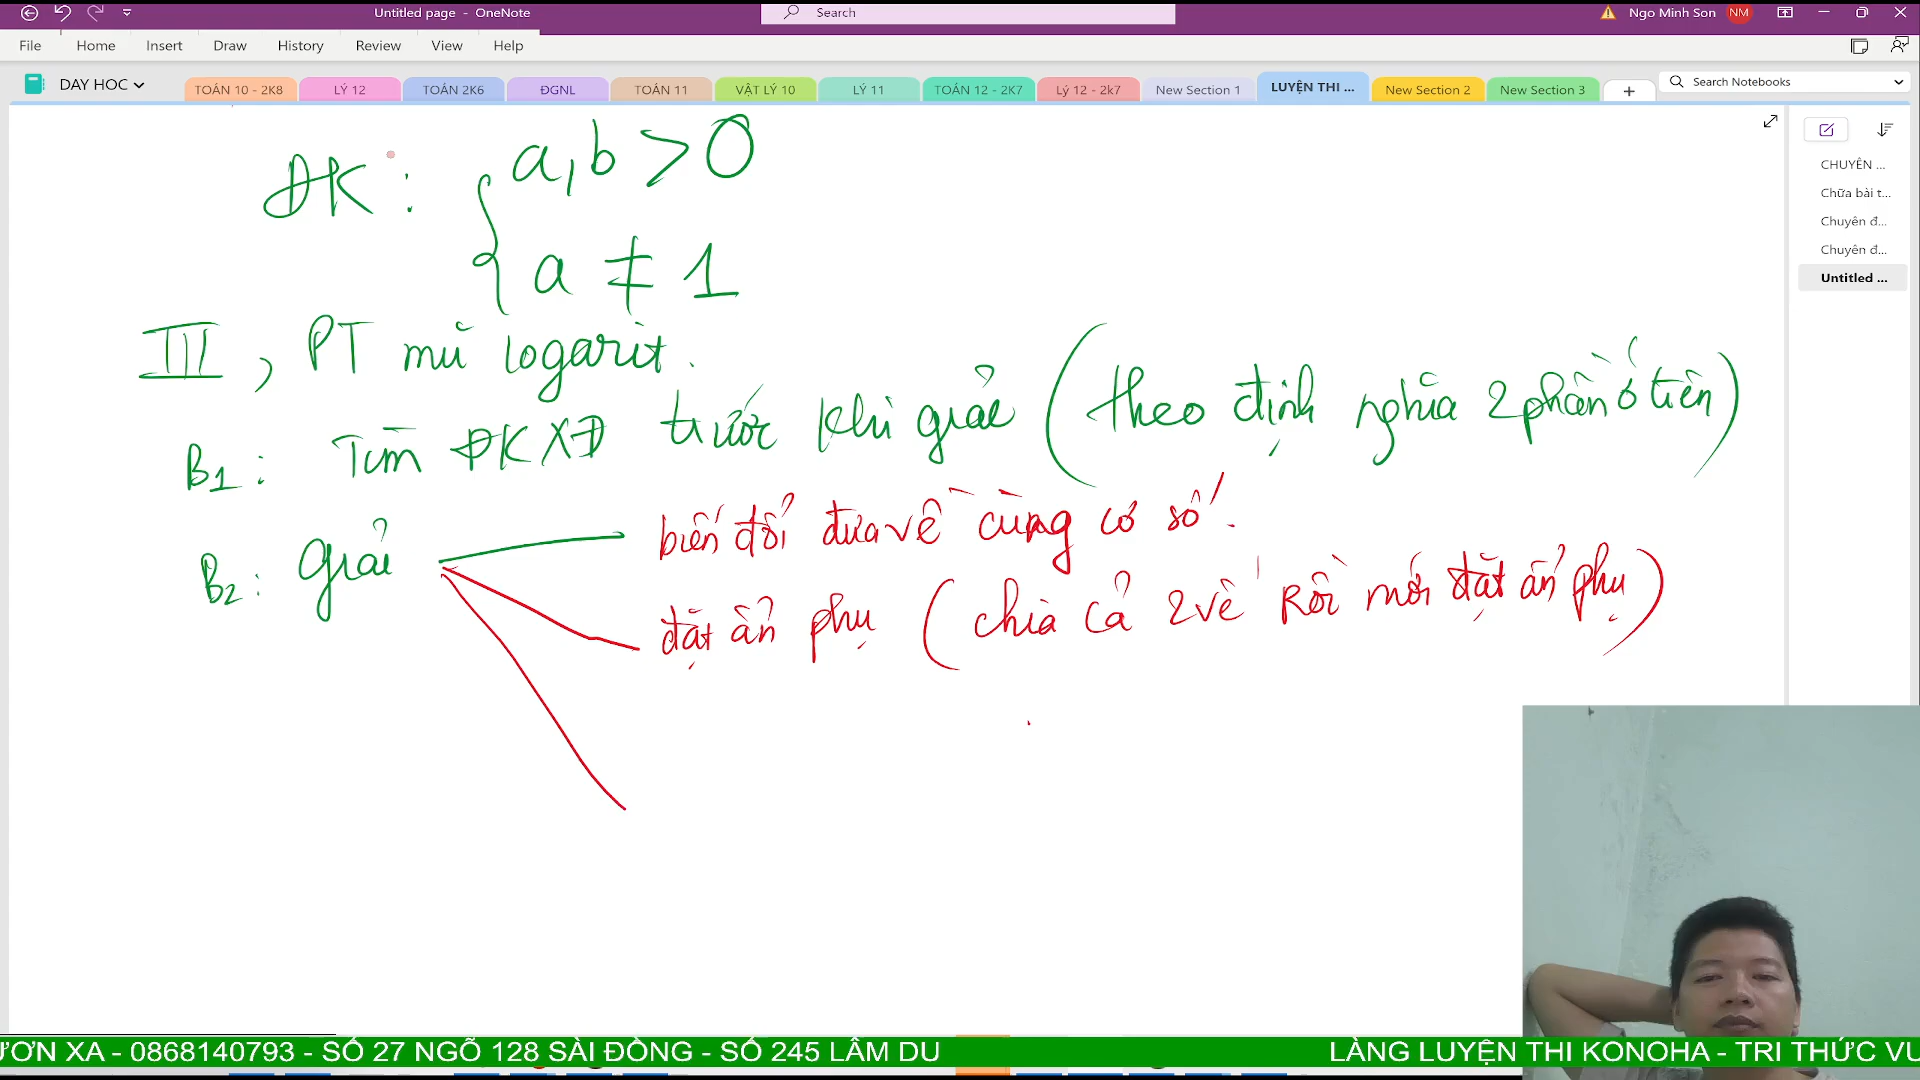 Untitled page - OneNote
Search
Ngo Minh Son
NM
File Home Insert Draw History Review View Help
DAY HOC
TOÁN 10 - 2K8
LÝ 12
TOÁN 2K6
ĐGNL
TOÁN 11
VẬT LÝ 10
LÝ 11
TOÁN 12 - 2K7
Lý 12 - 2k7
New Section 1
LUYỆN THI ...
New Section 2
New Section 3
+
Search Notebooks
CHUYÊN ...
Chữa bài t...
Chuyên đ...
Chuyên đ...
Untitled ...
ĐK: { a, b > 0
a ≠ 1
III, PT mũ logarit.
B1: Tìm ĐKXĐ trước khi giải (theo định nghĩa 2 phần ở tiên)
B2: Giải
biến đổi đưa về cùng cơ số.
đặt ẩn phụ (chia cả 2 vế rồi mới đặt ẩn phụ)
ƯƠN XA - 0868140793 - SỐ 27 NGÕ 128 SÀI ĐỒNG - SỐ 245 LÂM DU
LÀNG LUYỆN THI KONOHA - TRI THỨC VƯ